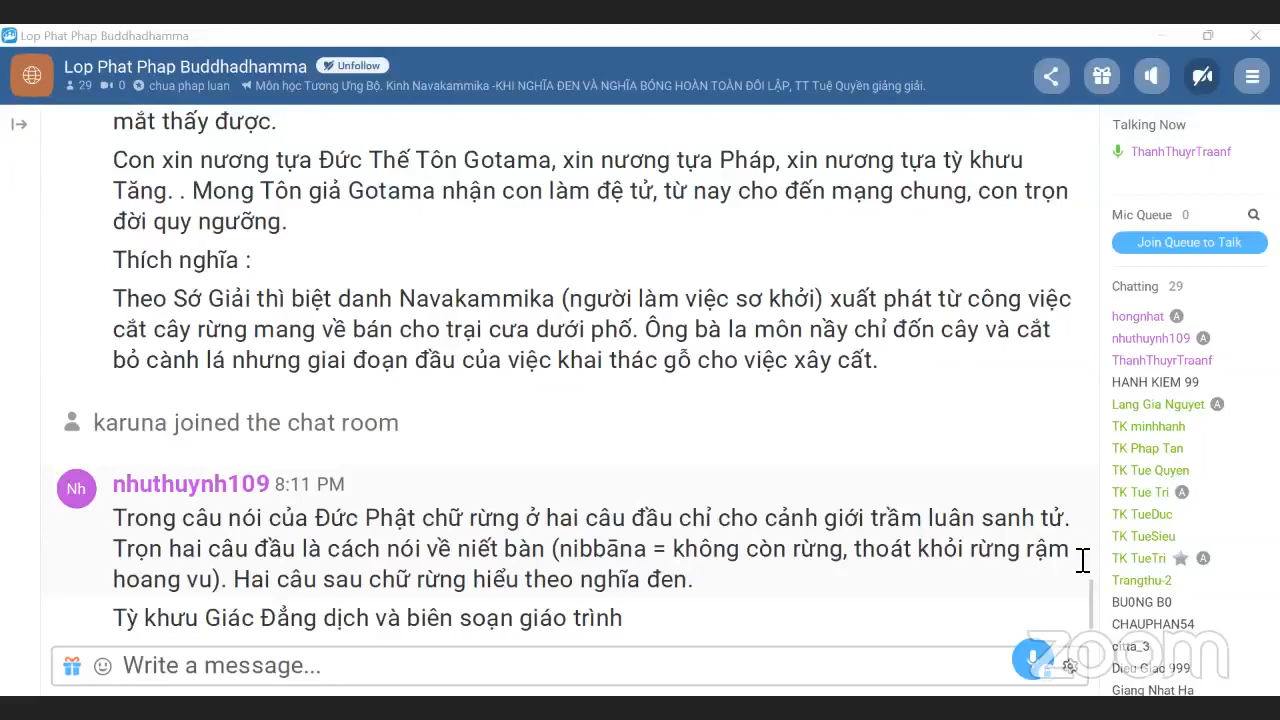 Lop Phat Phap Buddhadhamma
Lop Phat Phap Buddhadhamma Unfollow
29 0 chua phap luan Môn học Tương Ưng Bộ. Kinh Navakammika -KHI NGHĨA ĐEN VÀ NGHĨA BÓNG HOÀN TOÀN ĐỐI LẬP, TT Tuệ Quyền giảng giải.
mắt thấy được.
Con xin nương tựa Đức Thế Tôn Gotama, xin nương tựa Pháp, xin nương tựa tỳ khưu
Tăng. . Mong Tôn giả Gotama nhận con làm đệ tử, từ nay cho đến mạng chung, con trọn
đời quy ngưỡng.
Thích nghĩa :
Theo Sớ Giải thì biệt danh Navakammika (người làm việc sơ khởi) xuất phát từ công việc
cắt cây rừng mang về bán cho trại cưa dưới phố. Ông bà la môn nầy chỉ đốn cây và cắt
bỏ cành lá nhưng giai đoạn đầu của việc khai thác gỗ cho việc xây cất.
karuna joined the chat room
Nh
nhuthuynh109 8:11 PM
Trong câu nói của Đức Phật chữ rừng ở hai câu đầu chỉ cho cảnh giới trầm luân sanh tử.
Trọn hai câu đầu là cách nói về niết bàn (nibbāna = không còn rừng, thoát khỏi rừng rậm
hoang vu). Hai câu sau chữ rừng hiểu theo nghĩa đen.
Tỳ khưu Giác Đẳng dịch và biên soạn giáo trình
Write a message...
Talking Now
ThanhThuyrTraanf
Mic Queue 0
Join Queue to Talk
Chatting 29
hongnhat A
nhuthuynh109 A
ThanhThuyrTraanf
HANH KIEM 99
Lang Gia Nguyet A
TK minhhanh
TK Phap Tan
TK Tue Quyen
TK Tue Tri A
TK TueDuc
TK TueSieu
TK TueTri A
Trangthu-2
BU0NG B0
CHAUPHAN54
citta_3
Dieu Giac 999
Giang Nhat Ha
zoom